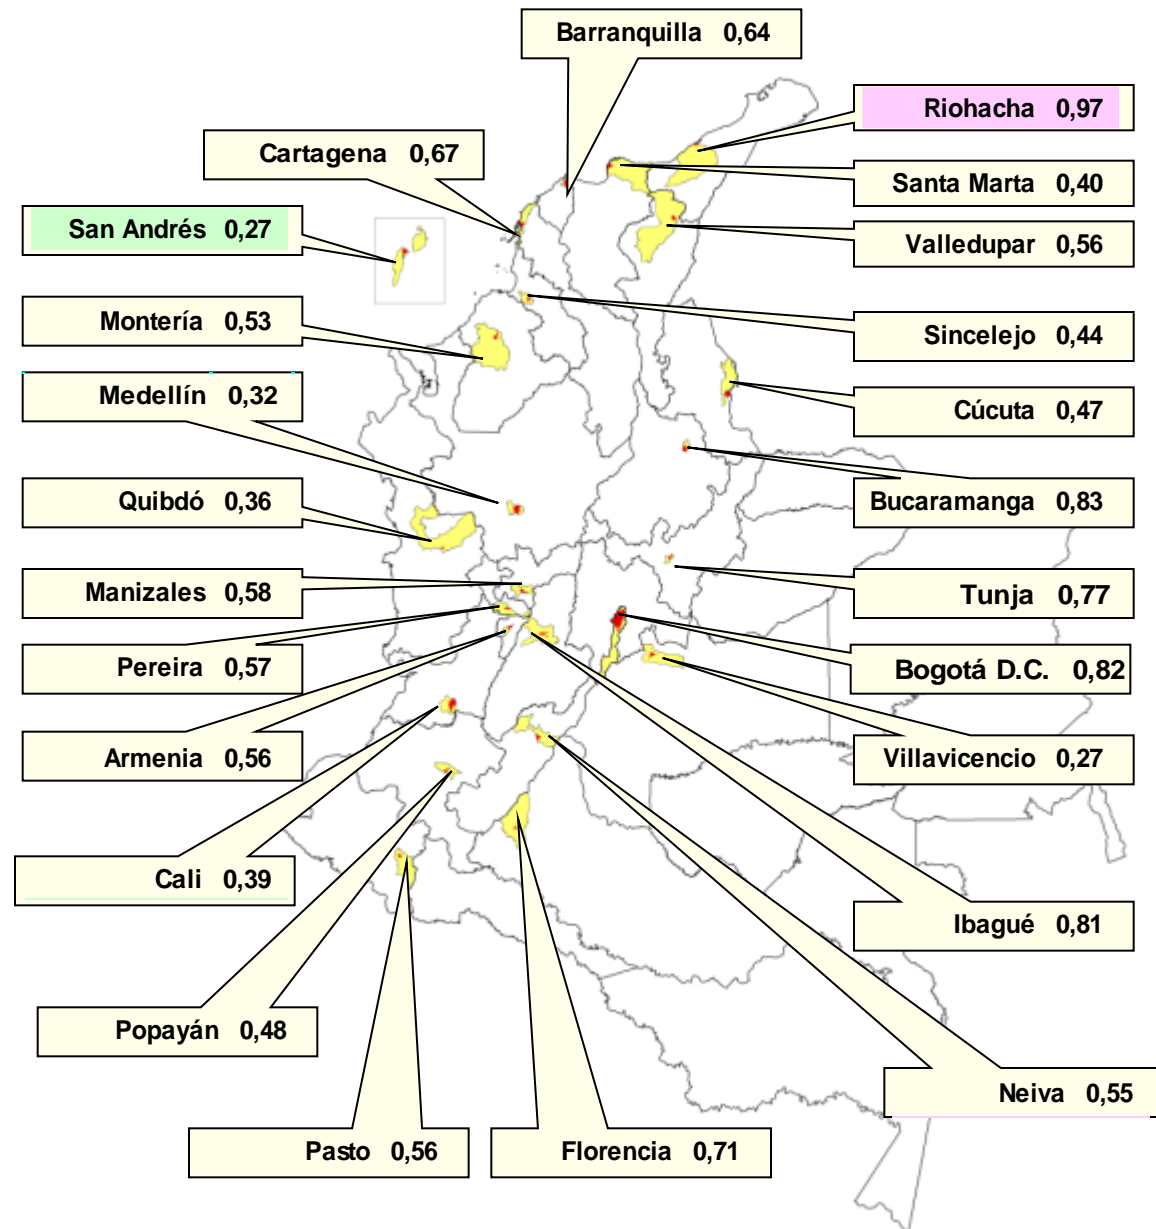 Barranquilla 0,64
Riohacha 0,97
Cartagena 0,67
Santa Marta 0,40
San Andrés 0,27
Valledupar 0,56
Montería 0,53
Sincelejo 0,44
Medellín 0,32
Cúcuta 0,47
Quibdó 0,36
Bucaramanga 0,83
Manizales 0,58
Tunja 0,77
Pereira 0,57
Bogotá D.C. 0,82
Armenia 0,56
Villavicencio 0,27
Cali 0,39
Ibagué 0,81
Popayán 0,48
Neiva 0,55
Pasto 0,56
Florencia 0,71